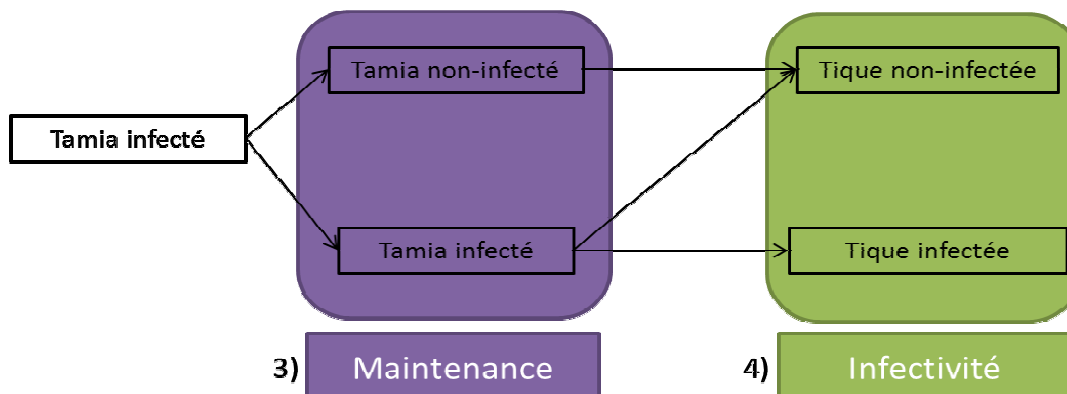 Tamia non-infecté
Tique non-infectée
Tamia infecté
Tamia infecté
Tique infectée
3) Maintenance
4) Infectivité